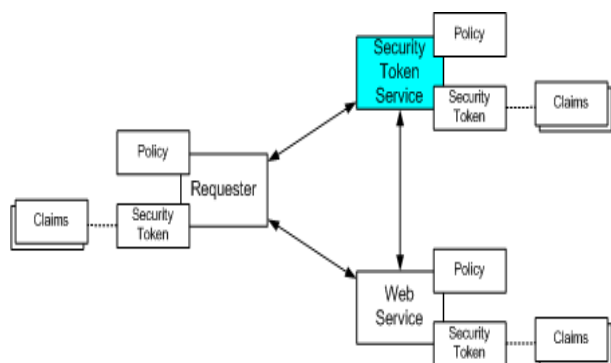 Security
Token
Service
Policy
Security
Token
Claims
Policy
Requester
Claims
Security
Token
Policy
Web
Service
Security
Token
Claims